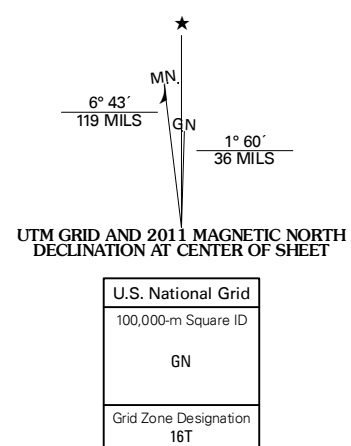 MN.
6° 43´
119 MILS
GN
1° 60´
36 MILS
UTM GRID AND 2011 MAGNETIC NORTH
DECLINATION AT CENTER OF SHEET
U.S. National Grid
100,000-m Square ID
GN
Grid Zone Designation
16T